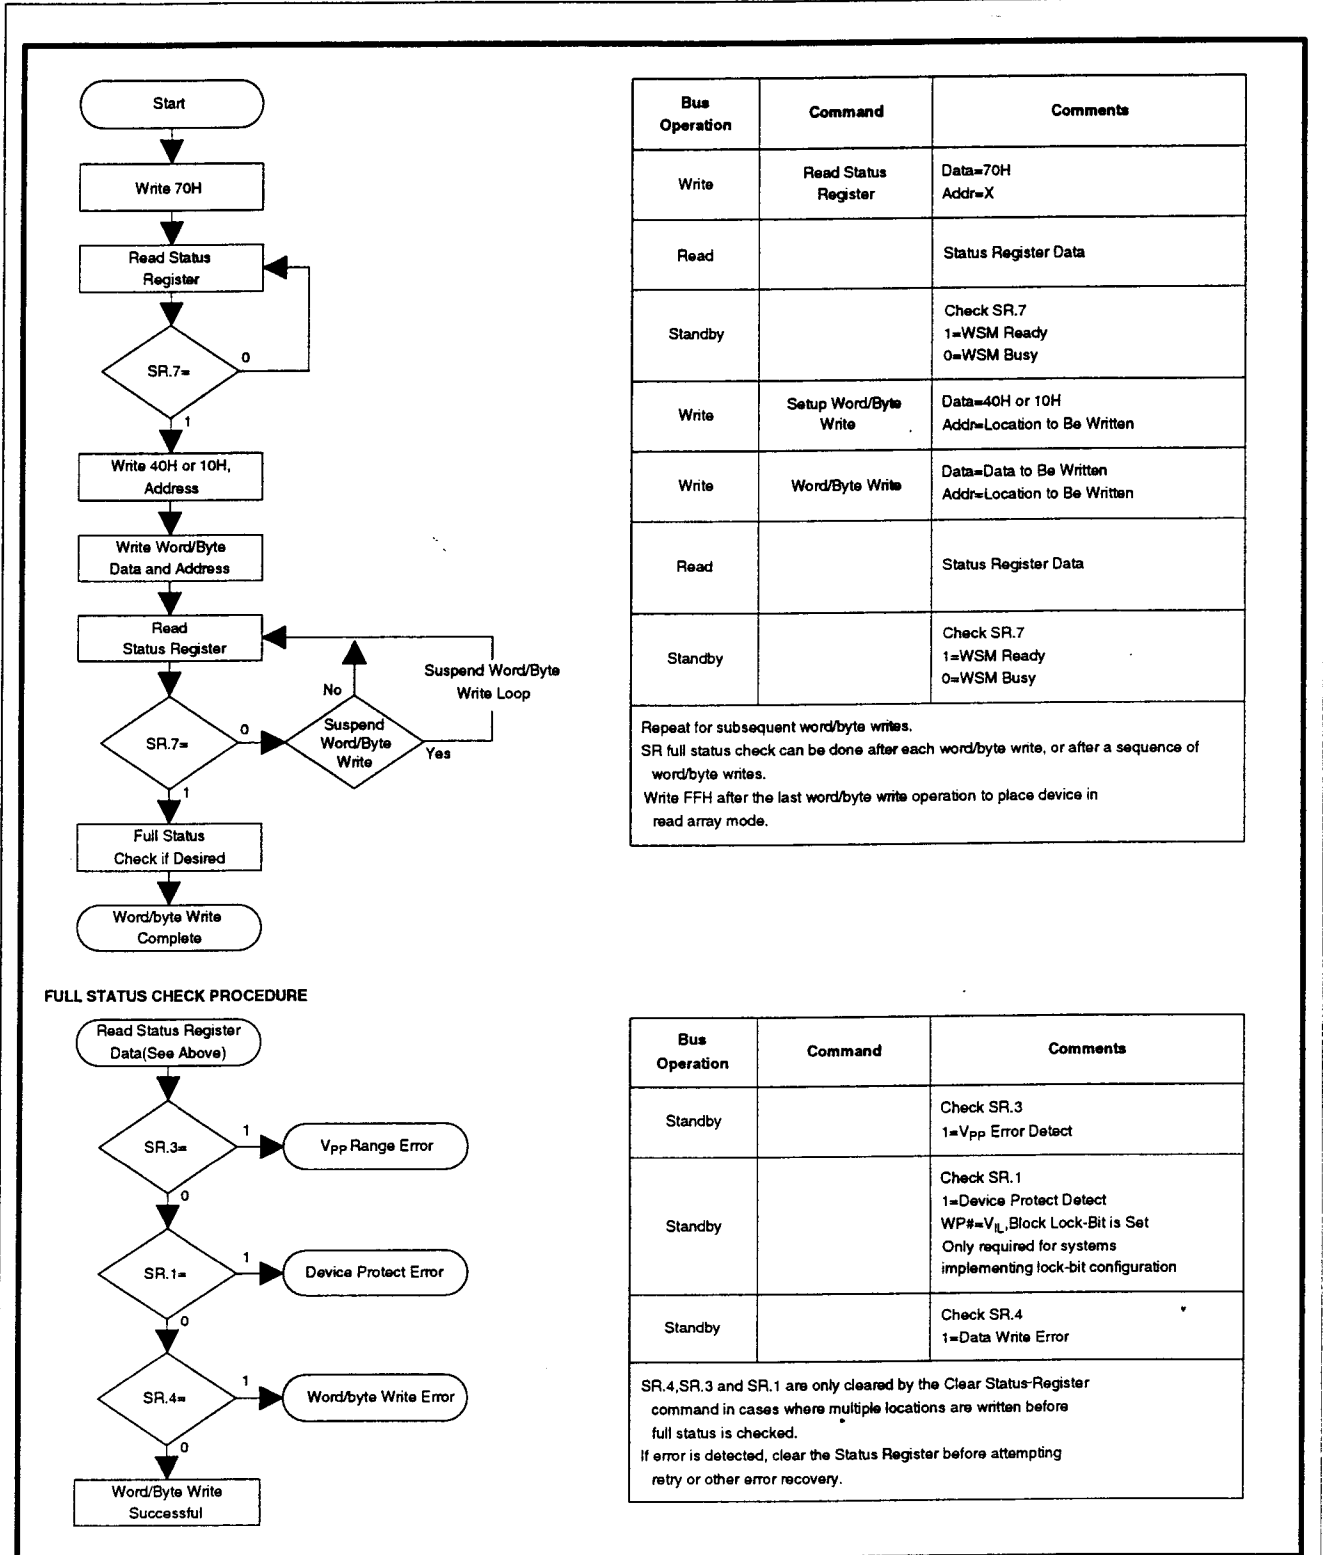 Start
Write 70H
Read Status
Register
SR.7=
0
1
Write 40H or 10H,
Address
Write Word/Byte
Data and Address
Read
Status Register
Suspend Word/Byte
Write Loop
No
SR.7=
0
Suspend
Word/Byte
Write
Yes
1
Full Status
Check if Desired
Word/byte Write
Complete
Bus
Operation
Command
Comments
Write
Read Status
Register
Data=70H
Addr=X
Read
Status Register Data
Standby
Check SR.7
1=WSM Ready
0=WSM Busy
Write
Setup Word/Byte
Write
Data=40H or 10H
Addr=Location to Be Written
Write
Word/Byte Write
Data=Data to Be Written
Addr=Location to Be Written
Read
Status Register Data
Standby
Check SR.7
1=WSM Ready
0=WSM Busy
Repeat for subsequent word/byte writes.
SR full status check can be done after each word/byte write, or after a sequence of
word/byte writes.
Write FFH after the last word/byte write operation to place device in
read array mode.
FULL STATUS CHECK PROCEDURE
Read Status Register
Data(See Above)
SR.3=
1
VPP Range Error
0
SR.1=
1
Device Protect Error
0
SR.4=
1
Word/byte Write Error
0
Word/Byte Write
Successful
Bus
Operation
Command
Comments
Standby
Check SR.3
1=VPP Error Detect
Standby
Check SR.1
1=Device Protect Detect
WP#=VIL,Block Lock-Bit is Set
Only required for systems
implementing lock-bit configuration
Standby
Check SR.4
1=Data Write Error
SR.4,SR.3 and SR.1 are only cleared by the Clear Status-Register
command in cases where multiple locations are written before
full status is checked.
If error is detected, clear the Status Register before attempting
retry or other error recovery.